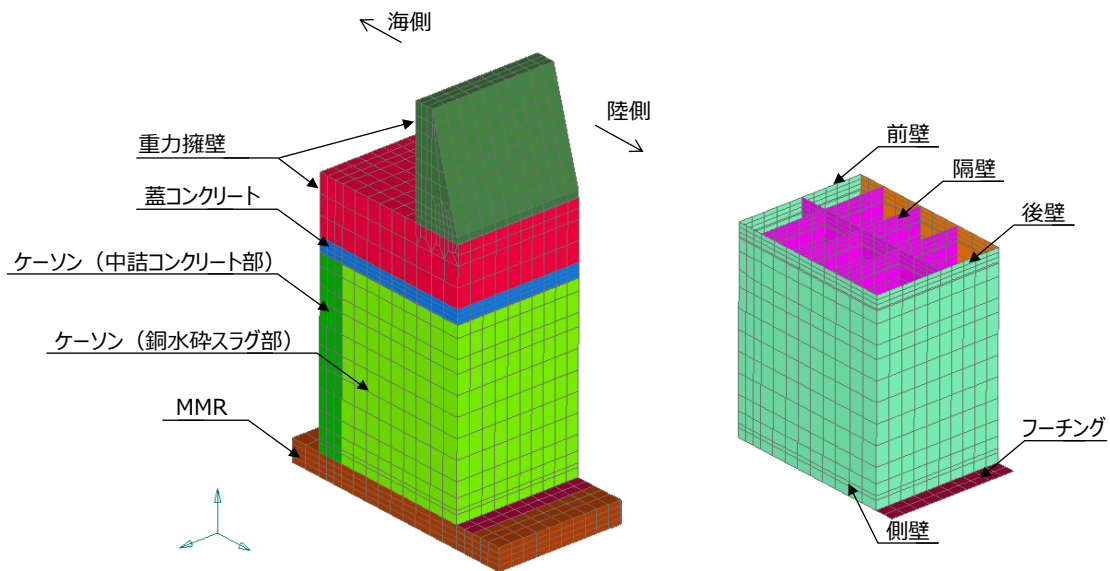 海側
陸側
重力擁壁
蓋コンクリート
ケーソン（中詰コンクリート部）
ケーソン（銅水砕スラグ部）
MMR
前壁
隔壁
後壁
フーチング
側壁